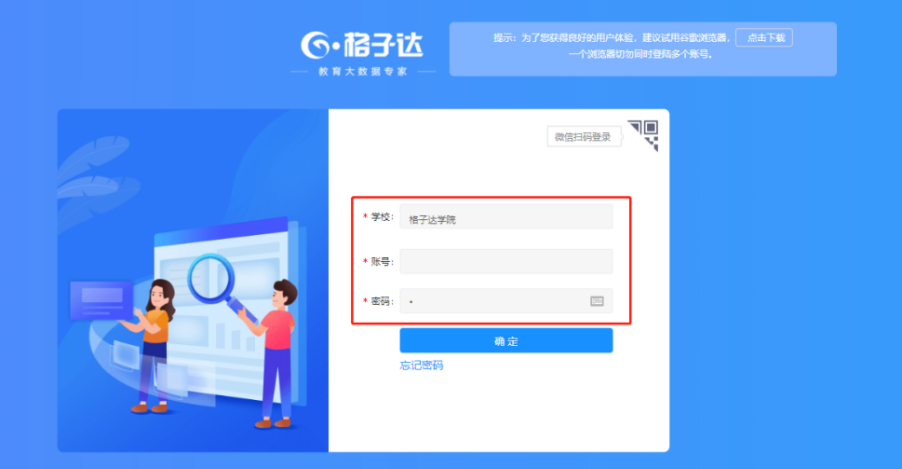 格子达
教育大数据专家
提示：为了您获得良好的用户体验，建议试用谷歌浏览器，点击下载
一个浏览器切勿同时登陆多个账号。
微信扫码登录
* 学校： 格子达学院
* 账号：
* 密码： •
确 定
忘记密码